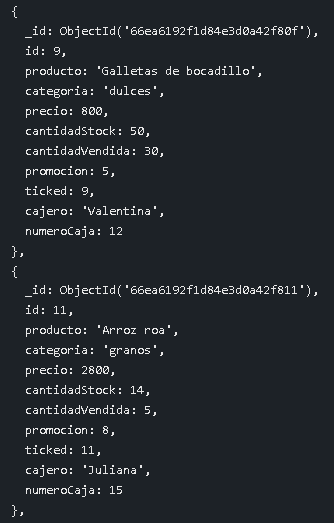 {
_id: ObjectId('66ea6192f1d84e3d0a42f80f'),
id: 9,
producto: 'Galletas de bocadillo',
categoria: 'dulces',
precio: 800,
cantidadStock: 50,
cantidadVendida: 30,
promocion: 5,
ticked: 9,
cajero: 'Valentina',
numeroCaja: 12
},
{
_id: ObjectId('66ea6192f1d84e3d0a42f811'),
id: 11,
producto: 'Arroz roa',
categoria: 'granos',
precio: 2800,
cantidadStock: 14,
cantidadVendida: 5,
promocion: 8,
ticked: 11,
cajero: 'Juliana',
numeroCaja: 15
},